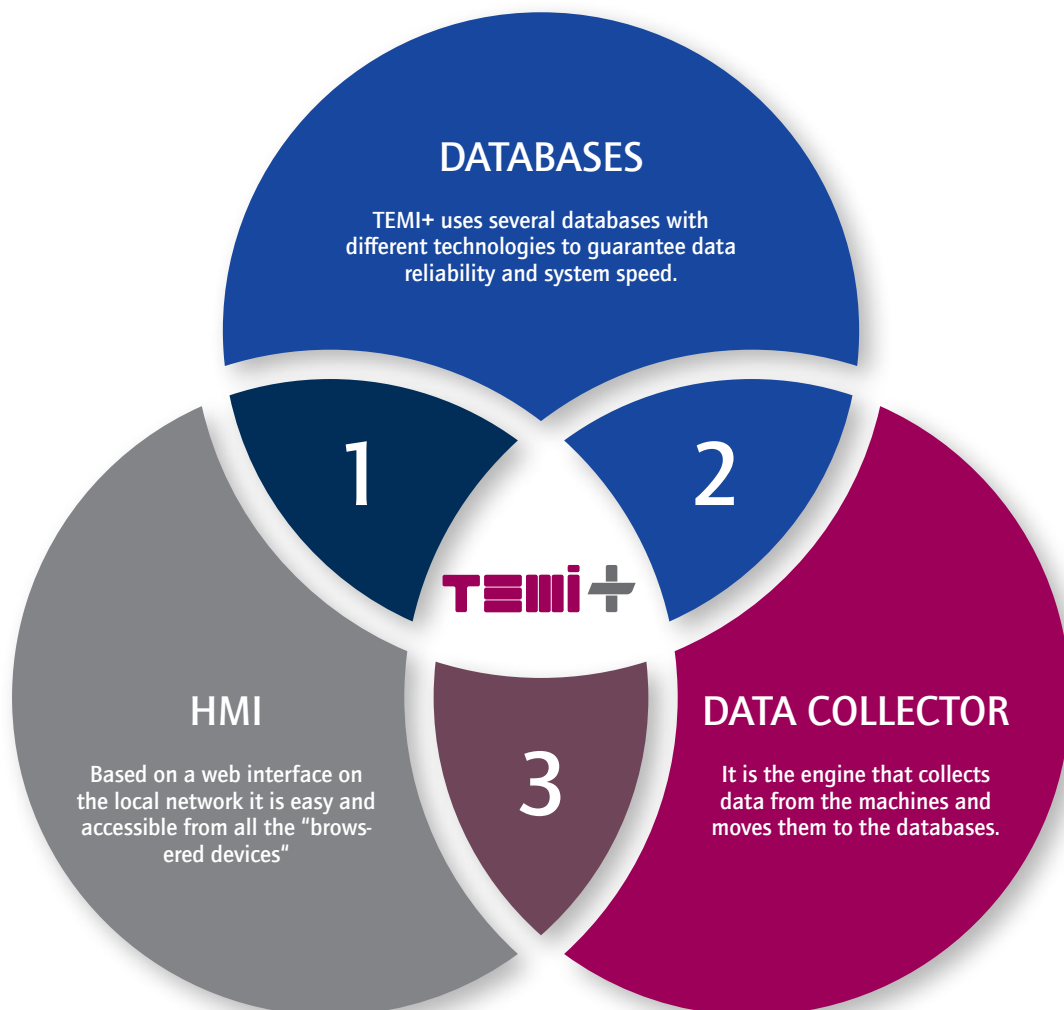 DATABASES
TEMI+ uses several databases with
different technologies to guarantee data
reliability and system speed.
1
2
TEMi+
HMI
Based on a web interface on
the local network it is easy and
accessible from all the "brows-
ered devices"
3
DATA COLLECTOR
It is the engine that collects
data from the machines and
moves them to the databases.